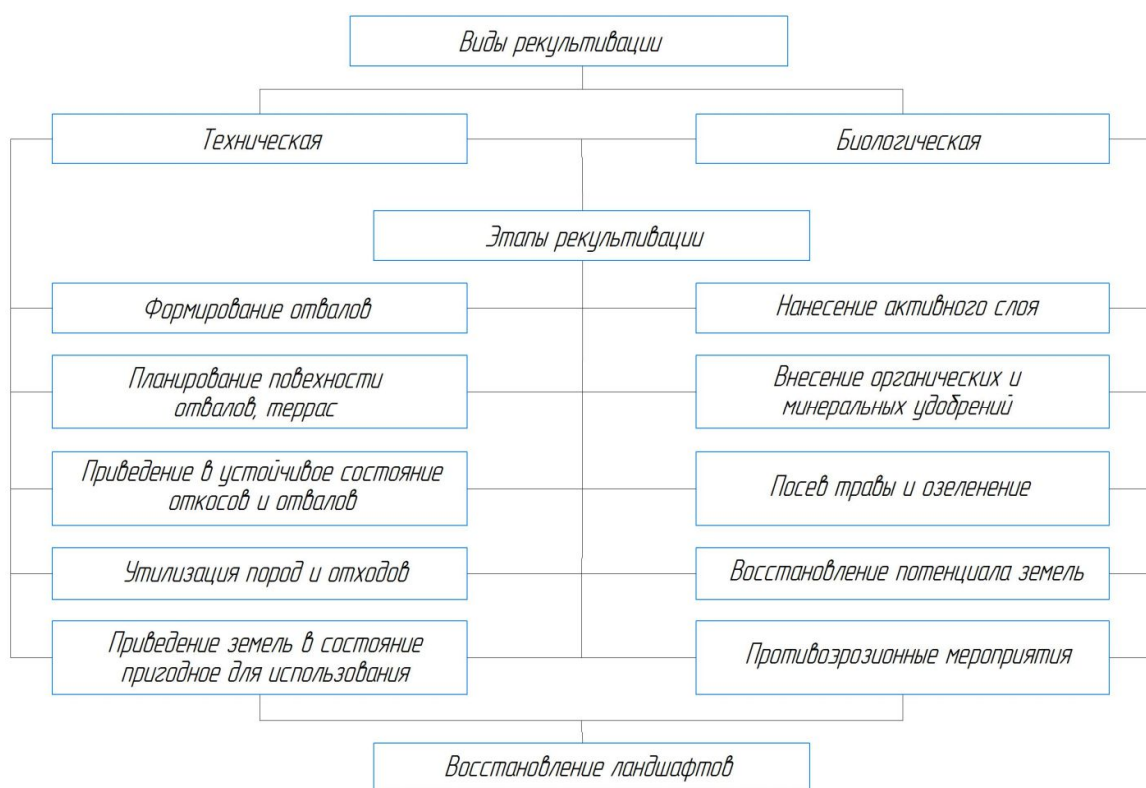 Виды рекультивации
Техническая
Биологическая
Этапы рекультивации
Формирование отвалов
Нанесение активного слоя
Планирование повехности
отвалов, террас
Внесение органических и
минеральных удобрений
Приведение в устойчивое состояние
откосов и отвалов
Посев травы и озеленение
Утилизация пород и отходов
Восстановление потенциала земель
Приведение земель в состояние
пригодное для использования
Противоэрозионные мероприятия
Восстановление ландшафтов